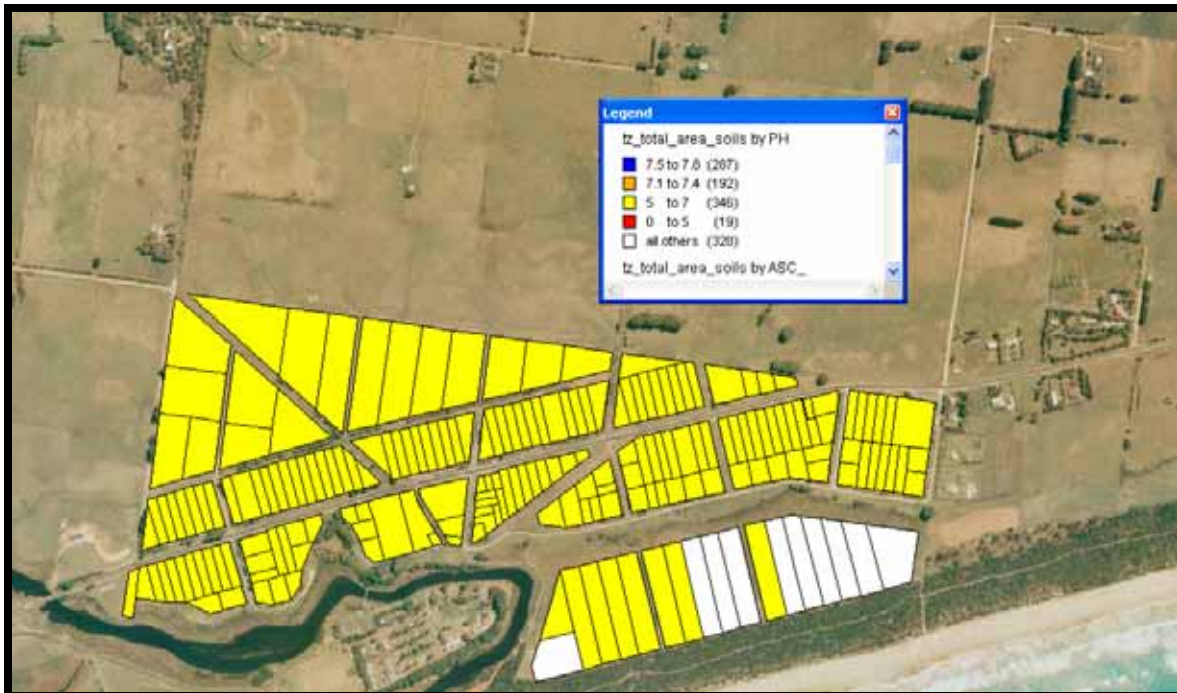 Legend
tz_total_area_soils by PH
7.5 to 7.8 (287)
7.1 to 7.4 (192)
5 to 7 (346)
0 to 5 (19)
all others (328)
tz_total_area_soils by ASC_